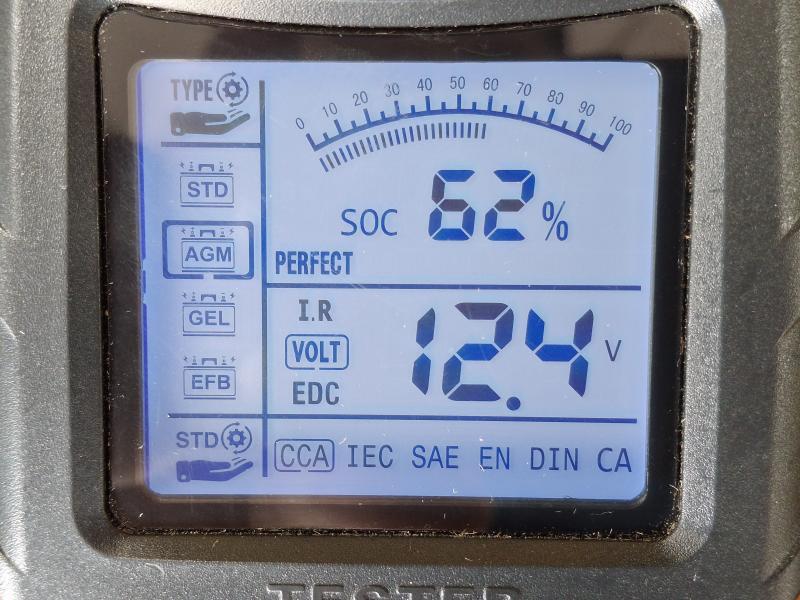 TYPE
0 10 20 30 40 50 60 70 80 90 100
STD
SOC 62%
AGM
PERFECT
I.R
GEL
VOLT 12.4 V
EFB
EDC
STD
CCA IEC SAE EN DIN CA
TESTER